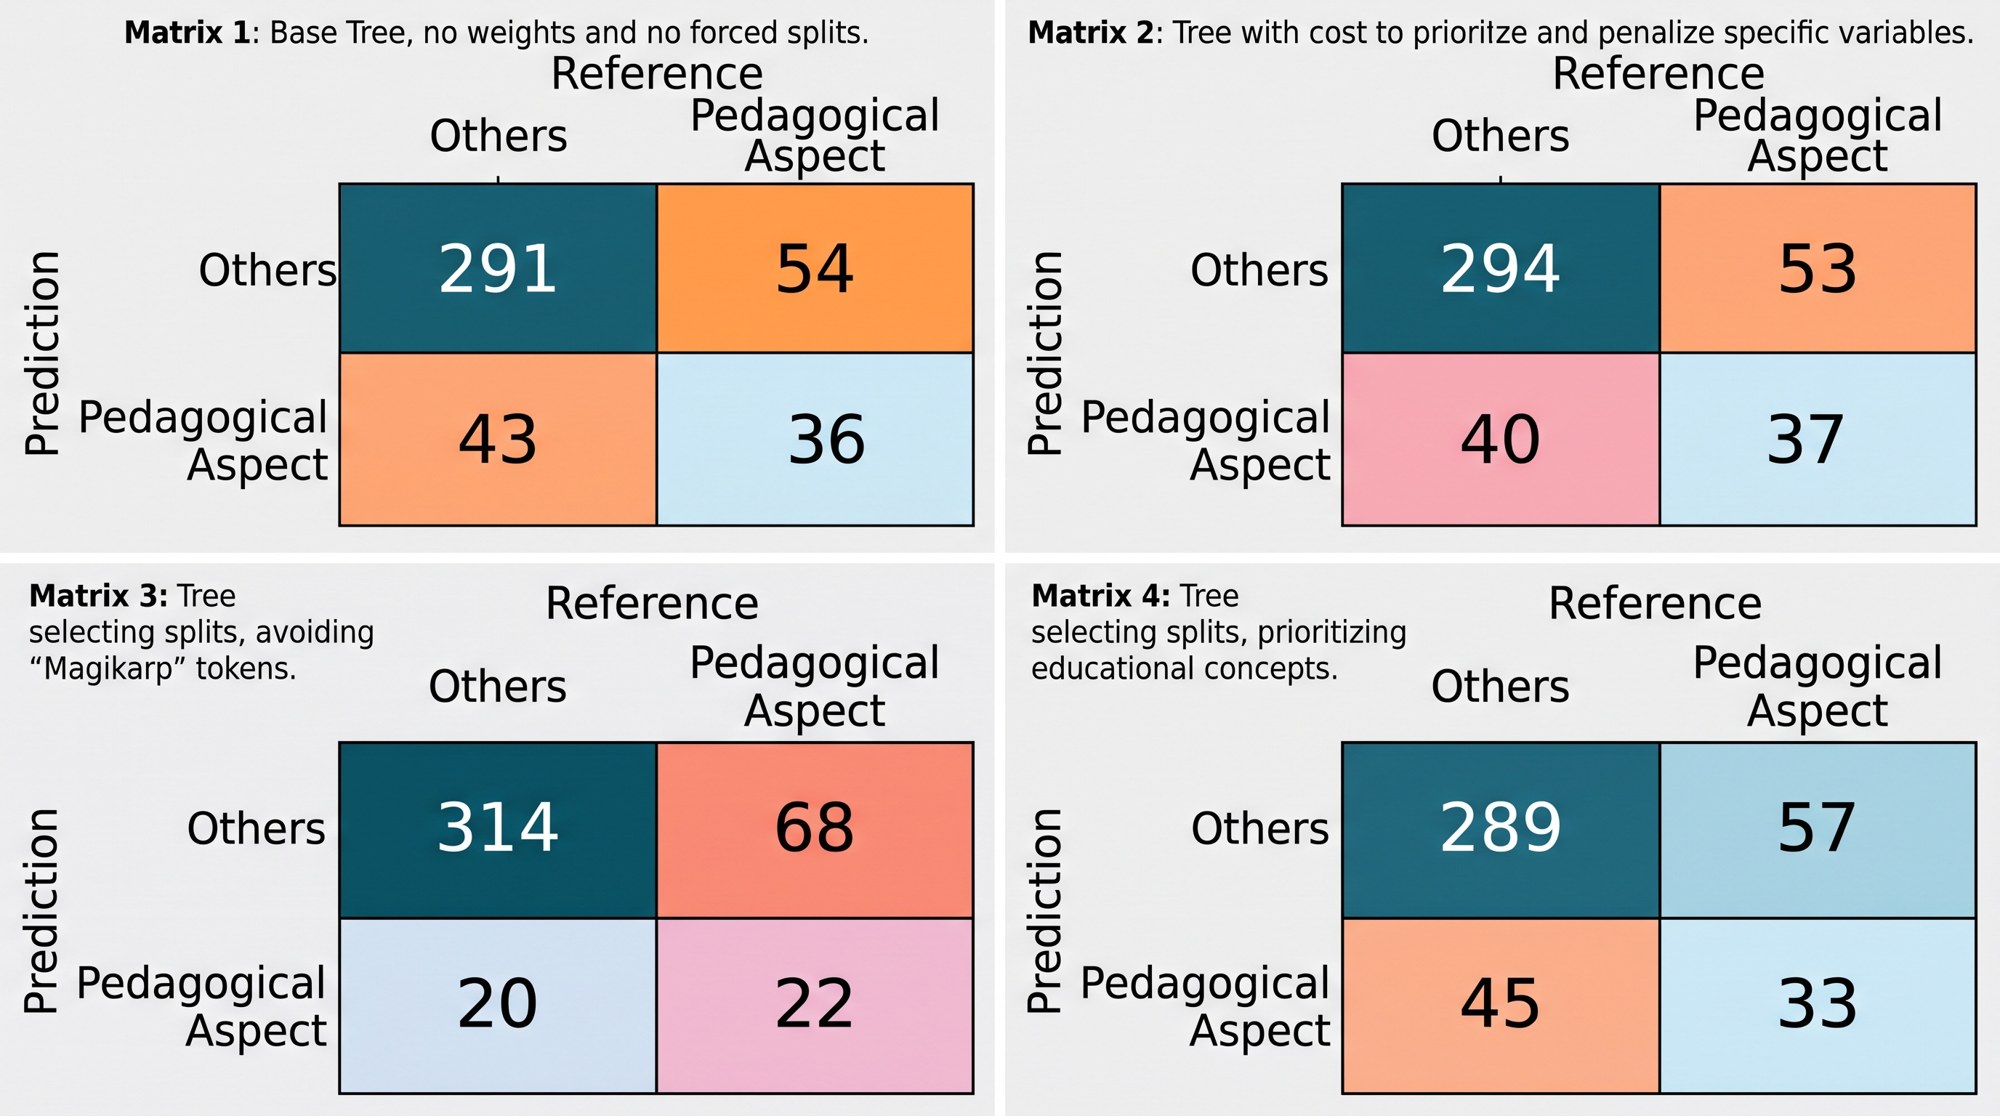 Matrix 1: Base Tree, no weights and no forced splits.
Reference
Others
Pedagogical
Aspect
Prediction
Others
291
54
Pedagogical
Aspect
43
36
Matrix 2: Tree with cost to prioritze and penalize specific variables.
Reference
Others
Pedagogical
Aspect
Prediction
Others
294
53
Pedagogical
Aspect
40
37
Matrix 3: Tree
selecting splits, avoiding
“Magikarp” tokens.
Reference
Others
Pedagogical
Aspect
Prediction
Others
314
68
Pedagogical
Aspect
20
22
Matrix 4: Tree
selecting splits, prioritizing
educational concepts.
Reference
Others
Pedagogical
Aspect
Prediction
Others
289
57
Pedagogical
Aspect
45
33